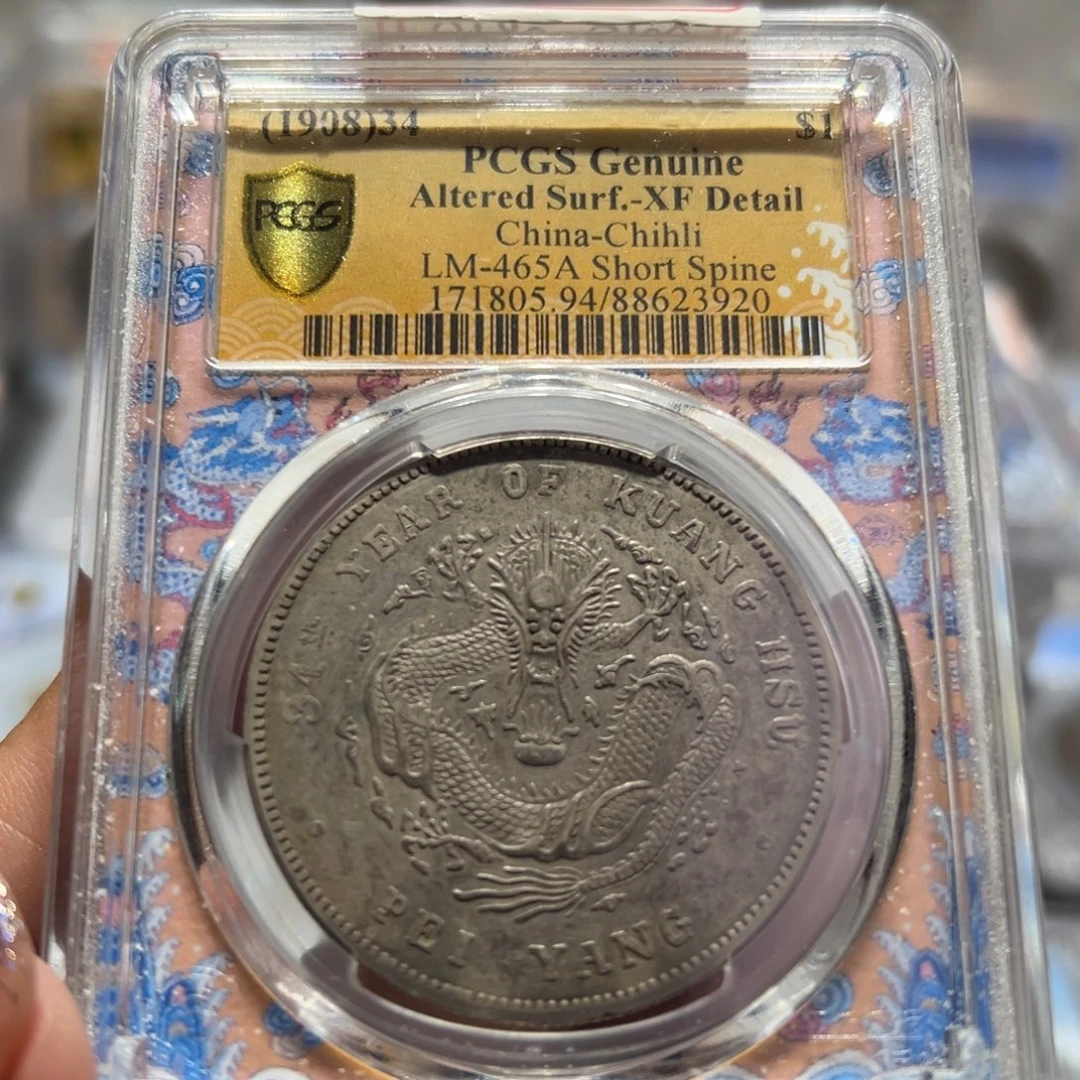 (1908)34 $1
PCGS Genuine
PCGS
Altered Surf.-XF Detail
China-Chihli
LM-465A Short Spine
171805.94/88623920
34th YEAR OF KUANG HSU
PEI YANG